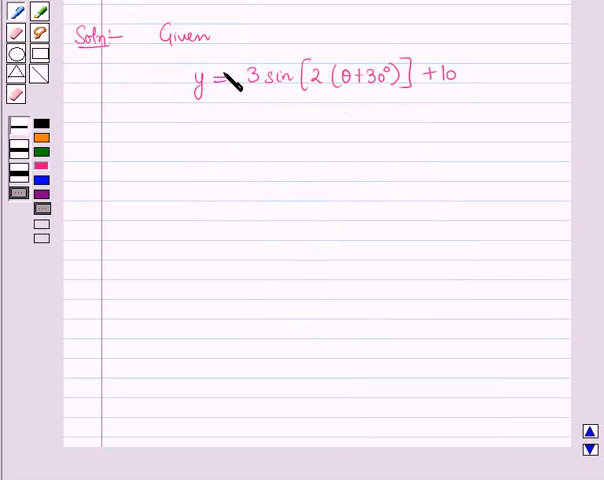 Soln:- Given
y = 3 sin [2 (θ+30°)] + 10